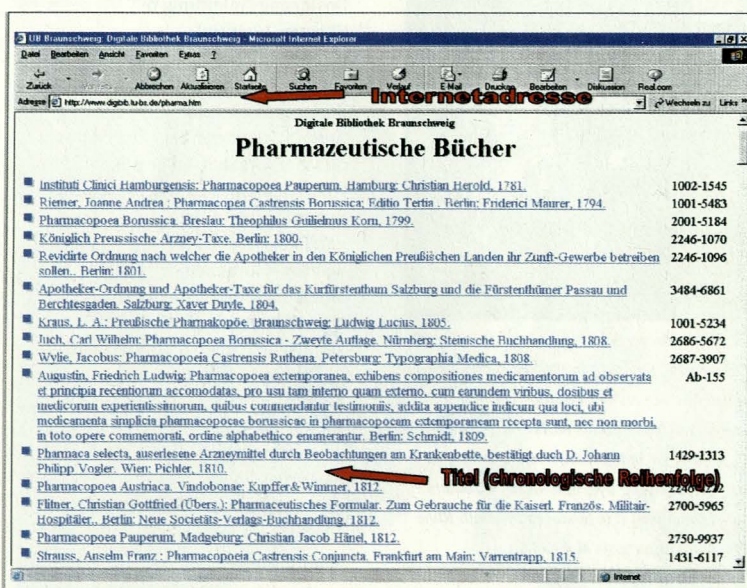 UB Braunschweig: Digitale Bibliothek Braunschweig - Microsoft Internet Explorer
Datei Bearbeiten Ansicht Favoriten Extras ?
Zurück Abbrechen Aktualisieren Startseite Suchen Favoriten Verlauf E-Mail Drucken Bearbeiten Diskussion Real.com
Internetadresse
Adresse http://www.digibib.tu-bs.de/pharma.htm Wechseln zu Links »
Digitale Bibliothek Braunschweig
Pharmazeutische Bücher
Instituti Clinici Hamburgensis: Pharmacopoea Pauperum. Hamburg: Christian Herold, 1781. 1002-1545
Riemer, Joanne Andrea : Pharmacopea Castrensis Borussica; Editio Tertia . Berlin: Friderici Maurer, 1794. 1001-5483
Pharmacopoea Borussica. Breslau: Theophilus Guilielmus Korn, 1799. 2001-5184
Königlich Preussische Arzney-Taxe. Berlin: 1800. 2246-1070
Revidirte Ordnung nach welcher die Apotheker in den Königlichen Preußischen Landen ihr Zunft-Gewerbe betreiben 2246-1096
sollen.. Berlin: 1801.
Apotheker-Ordnung und Apotheker-Taxe für das Kurfürstenthum Salzburg und die Fürstenthümer Passau und 3484-6861
Berchtesgaden. Salzburg: Xaver Duyle, 1804.
Kraus, L. A.: Preußische Pharmakopöe. Braunschweig: Ludwig Lucius, 1805. 1001-5234
Juch, Carl Wilhelm: Pharmacopoea Borussica - Zweyte Auflage. Nürnberg: Steinische Buchhandlung, 1808. 2686-5672
Wylie, Jacobus: Pharmacopoeia Castrensis Ruthena. Petersburg: Typographia Medica, 1808. 2687-3907
Augustin, Friedrich Ludwig: Pharmacopoea extemporanea, exhibens compositiones medicamentorum ad observata Ab-155
et principia recentiorum accomodatas, pro usu tam interno quam externo, cum earundem viribus, dosibus et
medicorum experientissimorum, quibus commendantur testimoniis, addita appendice indicum qua loci, ubi
medicamenta simplicia pharmacopoeae borussicae in pharmacopoeam extemporaneam recepta sunt, nec non morbi,
in toto opere commemorati, ordine alphabethico enumerantur. Berlin: Schmidt, 1809.
Pharmaca selecta, auserlesene Arzneymittel durch Beobachtungen am Krankenbette, bestätigt duch D. Johann 1429-1313
Philipp Vogler. Wien: Pichler, 1810.
Titel (chronologische Reihenfolge)
Pharmacopoea Austriaca. Vindobonae: Kupffer&Wimmer, 1812.
Flitner, Christian Gottfried (Übers.): Pharmaceutisches Formular. Zum Gebrauche für die Kaiserl. Französ. Militair- 2700-5965
Hospitäler.. Berlin: Neue Societäts-Verlags-Buchhandlung, 1812.
Pharmacopoea Pauperum. Madgeburg: Christian Jacob Hänel, 1812. 2750-9937
Strauss, Anselm Franz : Pharmacopoeia Castrensis Conjuncta. Frankfurt am Main: Varrentrapp, 1815. 1431-6117
Internet